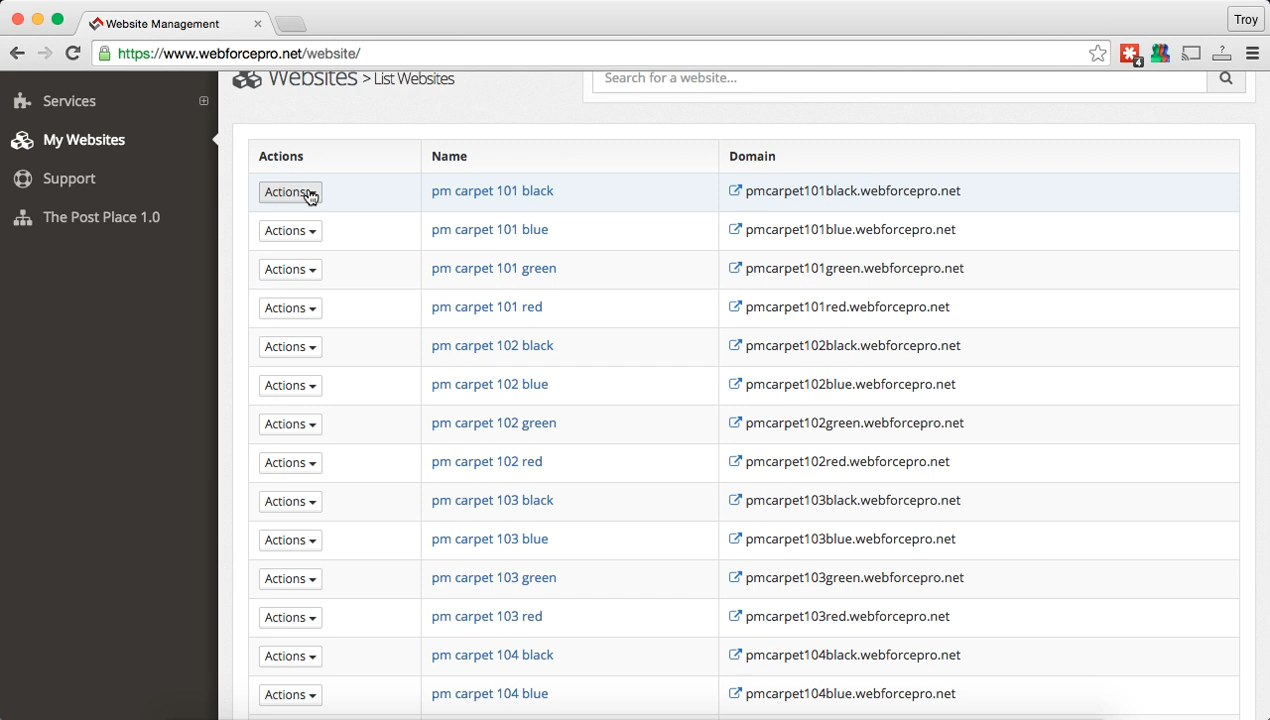 Website Management
Troy
https://www.webforcepro.net/website/
4
Websites > List Websites
Search for a website...
Services
My Websites
Support
The Post Place 1.0
Actions Name Domain
Actions pm carpet 101 black pmcarpet101black.webforcepro.net
Actions pm carpet 101 blue pmcarpet101blue.webforcepro.net
Actions pm carpet 101 green pmcarpet101green.webforcepro.net
Actions pm carpet 101 red pmcarpet101red.webforcepro.net
Actions pm carpet 102 black pmcarpet102black.webforcepro.net
Actions pm carpet 102 blue pmcarpet102blue.webforcepro.net
Actions pm carpet 102 green pmcarpet102green.webforcepro.net
Actions pm carpet 102 red pmcarpet102red.webforcepro.net
Actions pm carpet 103 black pmcarpet103black.webforcepro.net
Actions pm carpet 103 blue pmcarpet103blue.webforcepro.net
Actions pm carpet 103 green pmcarpet103green.webforcepro.net
Actions pm carpet 103 red pmcarpet103red.webforcepro.net
Actions pm carpet 104 black pmcarpet104black.webforcepro.net
Actions pm carpet 104 blue pmcarpet104blue.webforcepro.net